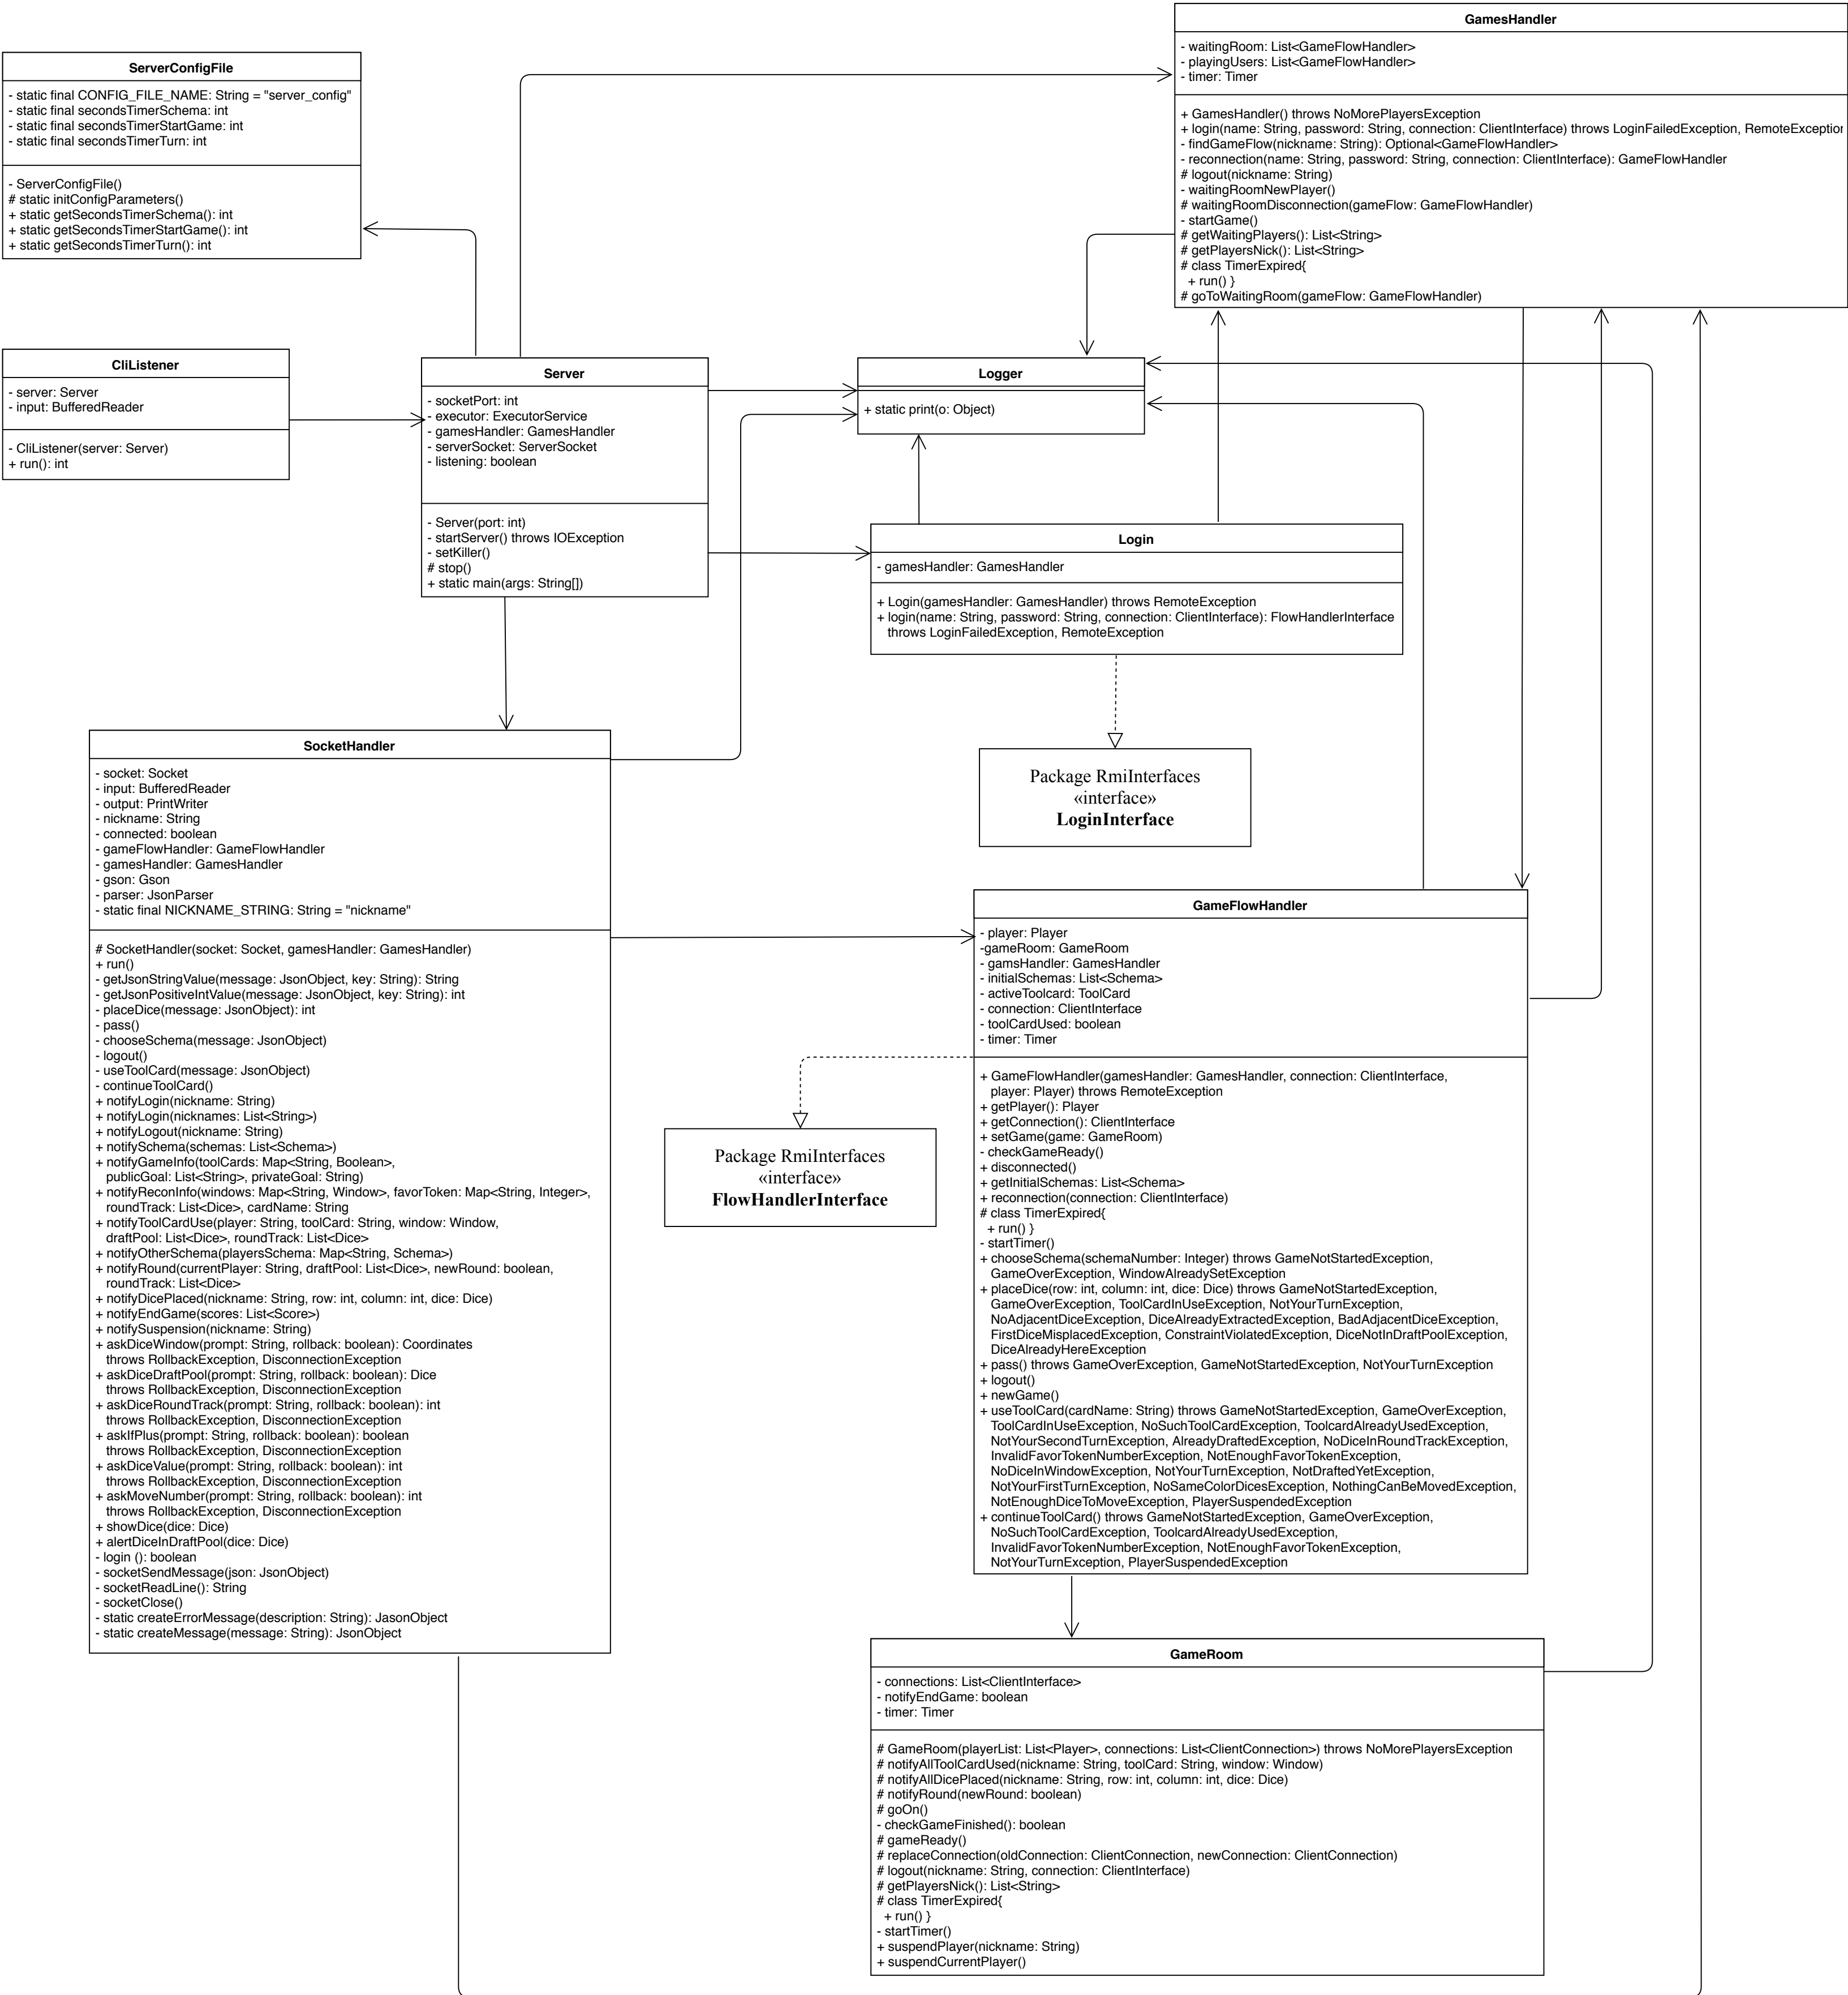 GamesHandler
- waitingRoom: List<GameFlowHandler>
- playingUsers: List<GameFlowHandler>
- timer: Timer
+ GamesHandler() throws NoMorePlayersException
+ login(name: String, password: String, connection: ClientInterface) throws LoginFailedException, RemoteException
- findGameFlow(nickname: String): Optional<GameFlowHandler>
- reconnection(name: String, password: String, connection: ClientInterface): GameFlowHandler
# logout(nickname: String)
- waitingRoomNewPlayer()
# waitingRoomDisconnection(gameFlow: GameFlowHandler)
- startGame()
# getWaitingPlayers(): List<String>
# getPlayersNick(): List<String>
# class TimerExpired{
+ run() }
# goToWaitingRoom(gameFlow: GameFlowHandler)
ServerConfigFile
- static final CONFIG_FILE_NAME: String = "server_config"
- static final secondsTimerSchema: int
- static final secondsTimerStartGame: int
- static final secondsTimerTurn: int
- ServerConfigFile()
# static initConfigParameters()
+ static getSecondsTimerSchema(): int
+ static getSecondsTimerStartGame(): int
+ static getSecondsTimerTurn(): int
CliListener
- server: Server
- input: BufferedReader
- CliListener(server: Server)
+ run(): int
Server
- socketPort: int
- executor: ExecutorService
- gamesHandler: GamesHandler
- serverSocket: ServerSocket
- listening: boolean
- Server(port: int)
- startServer() throws IOException
- setKiller()
# stop()
+ static main(args: String[])
Logger
+ static print(o: Object)
Login
- gamesHandler: GamesHandler
+ Login(gamesHandler: GamesHandler) throws RemoteException
+ login(name: String, password: String, connection: ClientInterface): FlowHandlerInterface
throws LoginFailedException, RemoteException
Package RmiInterfaces
«interface»
LoginInterface
SocketHandler
- socket: Socket
- input: BufferedReader
- output: PrintWriter
- nickname: String
- connected: boolean
- gameFlowHandler: GameFlowHandler
- gamesHandler: GamesHandler
- gson: Gson
- parser: JsonParser
- static final NICKNAME_STRING: String = "nickname"
# SocketHandler(socket: Socket, gamesHandler: GamesHandler)
+ run()
- getJsonStringValue(message: JsonObject, key: String): String
- getJsonPositiveIntValue(message: JsonObject, key: String): int
- placeDice(message: JsonObject): int
- pass()
- chooseSchema(message: JsonObject)
- logout()
- useToolCard(message: JsonObject)
- continueToolCard()
+ notifyLogin(nickname: String)
+ notifyLogin(nicknames: List<String>)
+ notifyLogout(nickname: String)
+ notifySchema(schemas: List<Schema>)
+ notifyGameInfo(toolCards: Map<String, Boolean>,
publicGoal: List<String>, privateGoal: String)
+ notifyReconInfo(windows: Map<String, Window>, favorToken: Map<String, Integer>,
roundTrack: List<Dice>, cardName: String
+ notifyToolCardUse(player: String, toolCard: String, window: Window,
draftPool: List<Dice>, roundTrack: List<Dice>
+ notifyOtherSchema(playersSchema: Map<String, Schema>)
+ notifyRound(currentPlayer: String, draftPool: List<Dice>, newRound: boolean,
roundTrack: List<Dice>
+ notifyDicePlaced(nickname: String, row: int, column: int, dice: Dice)
+ notifyEndGame(scores: List<Score>)
+ notifySuspension(nickname: String)
+ askDiceWindow(prompt: String, rollback: boolean): Coordinates
throws RollbackException, DisconnectionException
+ askDiceDraftPool(prompt: String, rollback: boolean): Dice
throws RollbackException, DisconnectionException
+ askDiceRoundTrack(prompt: String, rollback: boolean): int
throws RollbackException, DisconnectionException
+ askIfPlus(prompt: String, rollback: boolean): boolean
throws RollbackException, DisconnectionException
+ askDiceValue(prompt: String, rollback: boolean): int
throws RollbackException, DisconnectionException
+ askMoveNumber(prompt: String, rollback: boolean): int
throws RollbackException, DisconnectionException
+ showDice(dice: Dice)
+ alertDiceInDraftPool(dice: Dice)
- login (): boolean
- socketSendMessage(json: JsonObject)
- socketReadLine(): String
- socketClose()
- static createErrorMessage(description: String): JasonObject
- static createMessage(message: String): JsonObject
Package RmiInterfaces
«interface»
FlowHandlerInterface
GameFlowHandler
- player: Player
-gameRoom: GameRoom
- gamsHandler: GamesHandler
- initialSchemas: List<Schema>
- activeToolcard: ToolCard
- connection: ClientInterface
- toolCardUsed: boolean
- timer: Timer
+ GameFlowHandler(gamesHandler: GamesHandler, connection: ClientInterface,
player: Player) throws RemoteException
+ getPlayer(): Player
+ getConnection(): ClientInterface
+ setGame(game: GameRoom)
- checkGameReady()
+ disconnected()
+ getInitialSchemas: List<Schema>
+ reconnection(connection: ClientInterface)
# class TimerExpired{
+ run() }
- startTimer()
+ chooseSchema(schemaNumber: Integer) throws GameNotStartedException,
GameOverException, WindowAlreadySetException
+ placeDice(row: int, column: int, dice: Dice) throws GameNotStartedException,
GameOverException, ToolCardInUseException, NotYourTurnException,
NoAdjacentDiceException, DiceAlreadyExtractedException, BadAdjacentDiceException,
FirstDiceMisplacedException, ConstraintViolatedException, DiceNotInDraftPoolException,
DiceAlreadyHereException
+ pass() throws GameOverException, GameNotStartedException, NotYourTurnException
+ logout()
+ newGame()
+ useToolCard(cardName: String) throws GameNotStartedException, GameOverException,
ToolCardInUseException, NoSuchToolCardException, ToolcardAlreadyUsedException,
NotYourSecondTurnException, AlreadyDraftedException, NoDiceInRoundTrackException,
InvalidFavorTokenNumberException, NotEnoughFavorTokenException,
NoDiceInWindowException, NotYourTurnException, NotDraftedYetException,
NotYourFirstTurnException, NoSameColorDicesException, NothingCanBeMovedException,
NotEnoughDiceToMoveException, PlayerSuspendedException
+ continueToolCard() throws GameNotStartedException, GameOverException,
NoSuchToolCardException, ToolcardAlreadyUsedException,
InvalidFavorTokenNumberException, NotEnoughFavorTokenException,
NotYourTurnException, PlayerSuspendedException
GameRoom
- connections: List<ClientInterface>
- notifyEndGame: boolean
- timer: Timer
# GameRoom(playerList: List<Player>, connections: List<ClientConnection>) throws NoMorePlayersException
# notifyAllToolCardUsed(nickname: String, toolCard: String, window: Window)
# notifyAllDicePlaced(nickname: String, row: int, column: int, dice: Dice)
# notifyRound(newRound: boolean)
# goOn()
- checkGameFinished(): boolean
# gameReady()
# replaceConnection(oldConnection: ClientConnection, newConnection: ClientConnection)
# logout(nickname: String, connection: ClientInterface)
# getPlayersNick(): List<String>
# class TimerExpired{
+ run() }
- startTimer()
+ suspendPlayer(nickname: String)
+ suspendCurrentPlayer()